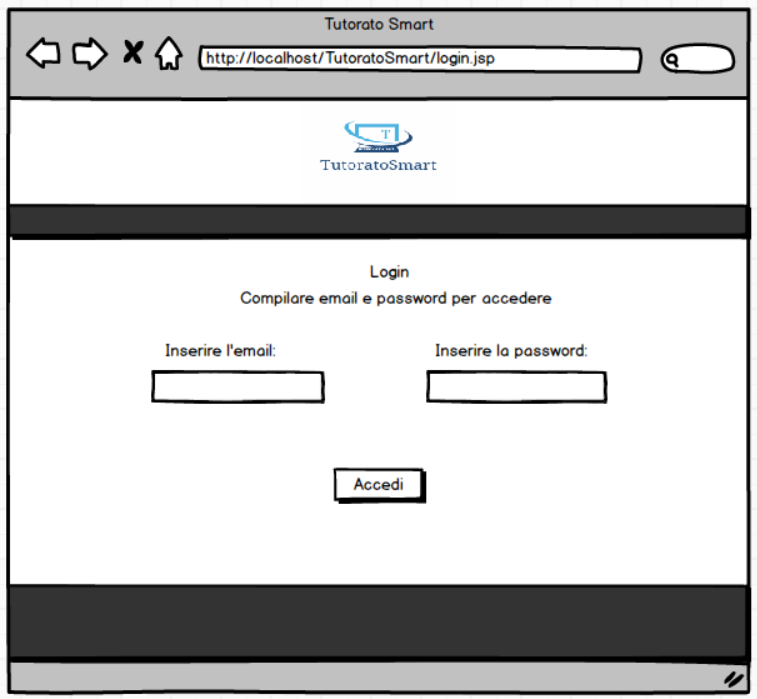 Tutorato Smart
http://localhost/TutoratoSmart/login.jsp
T
TutoratoSmart
Login
Compilare email e password per accedere
Inserire l'email:
Inserire la password:
Accedi